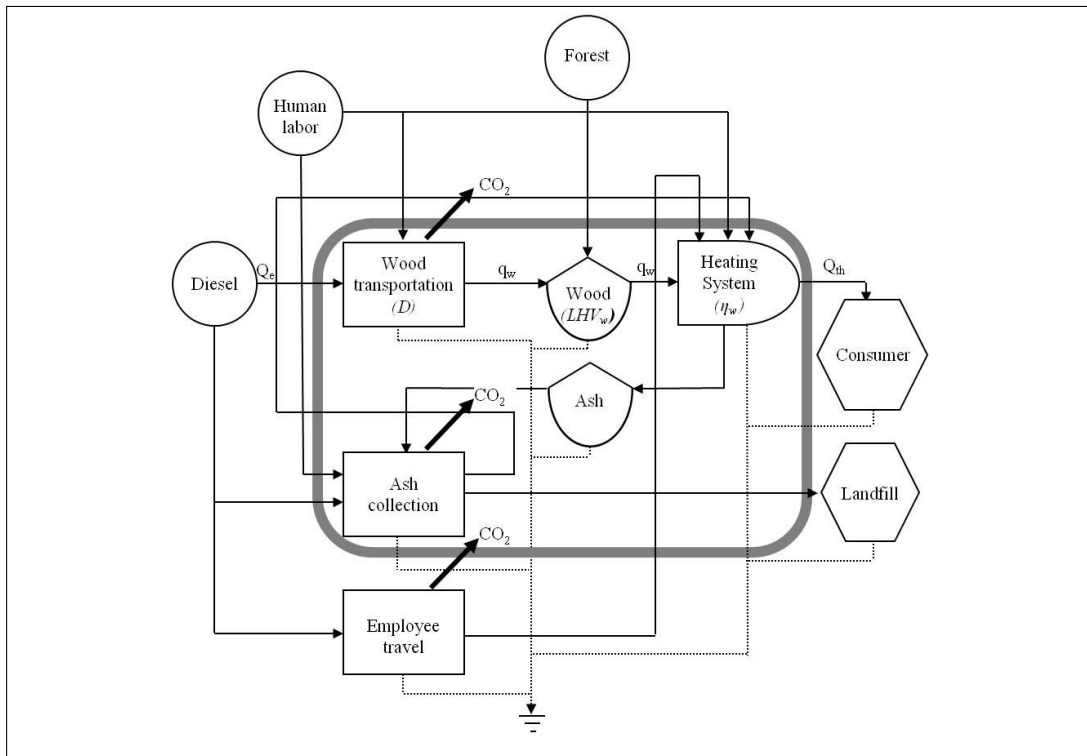 Forest
Human
labor
CO2
Diesel
Qe
Wood
transportation
(D)
qw
Wood
(LHVw)
qw
Heating
System
(ηw)
Qth
Consumer
CO2
Ash
Ash
collection
Landfill
CO2
Employee
travel